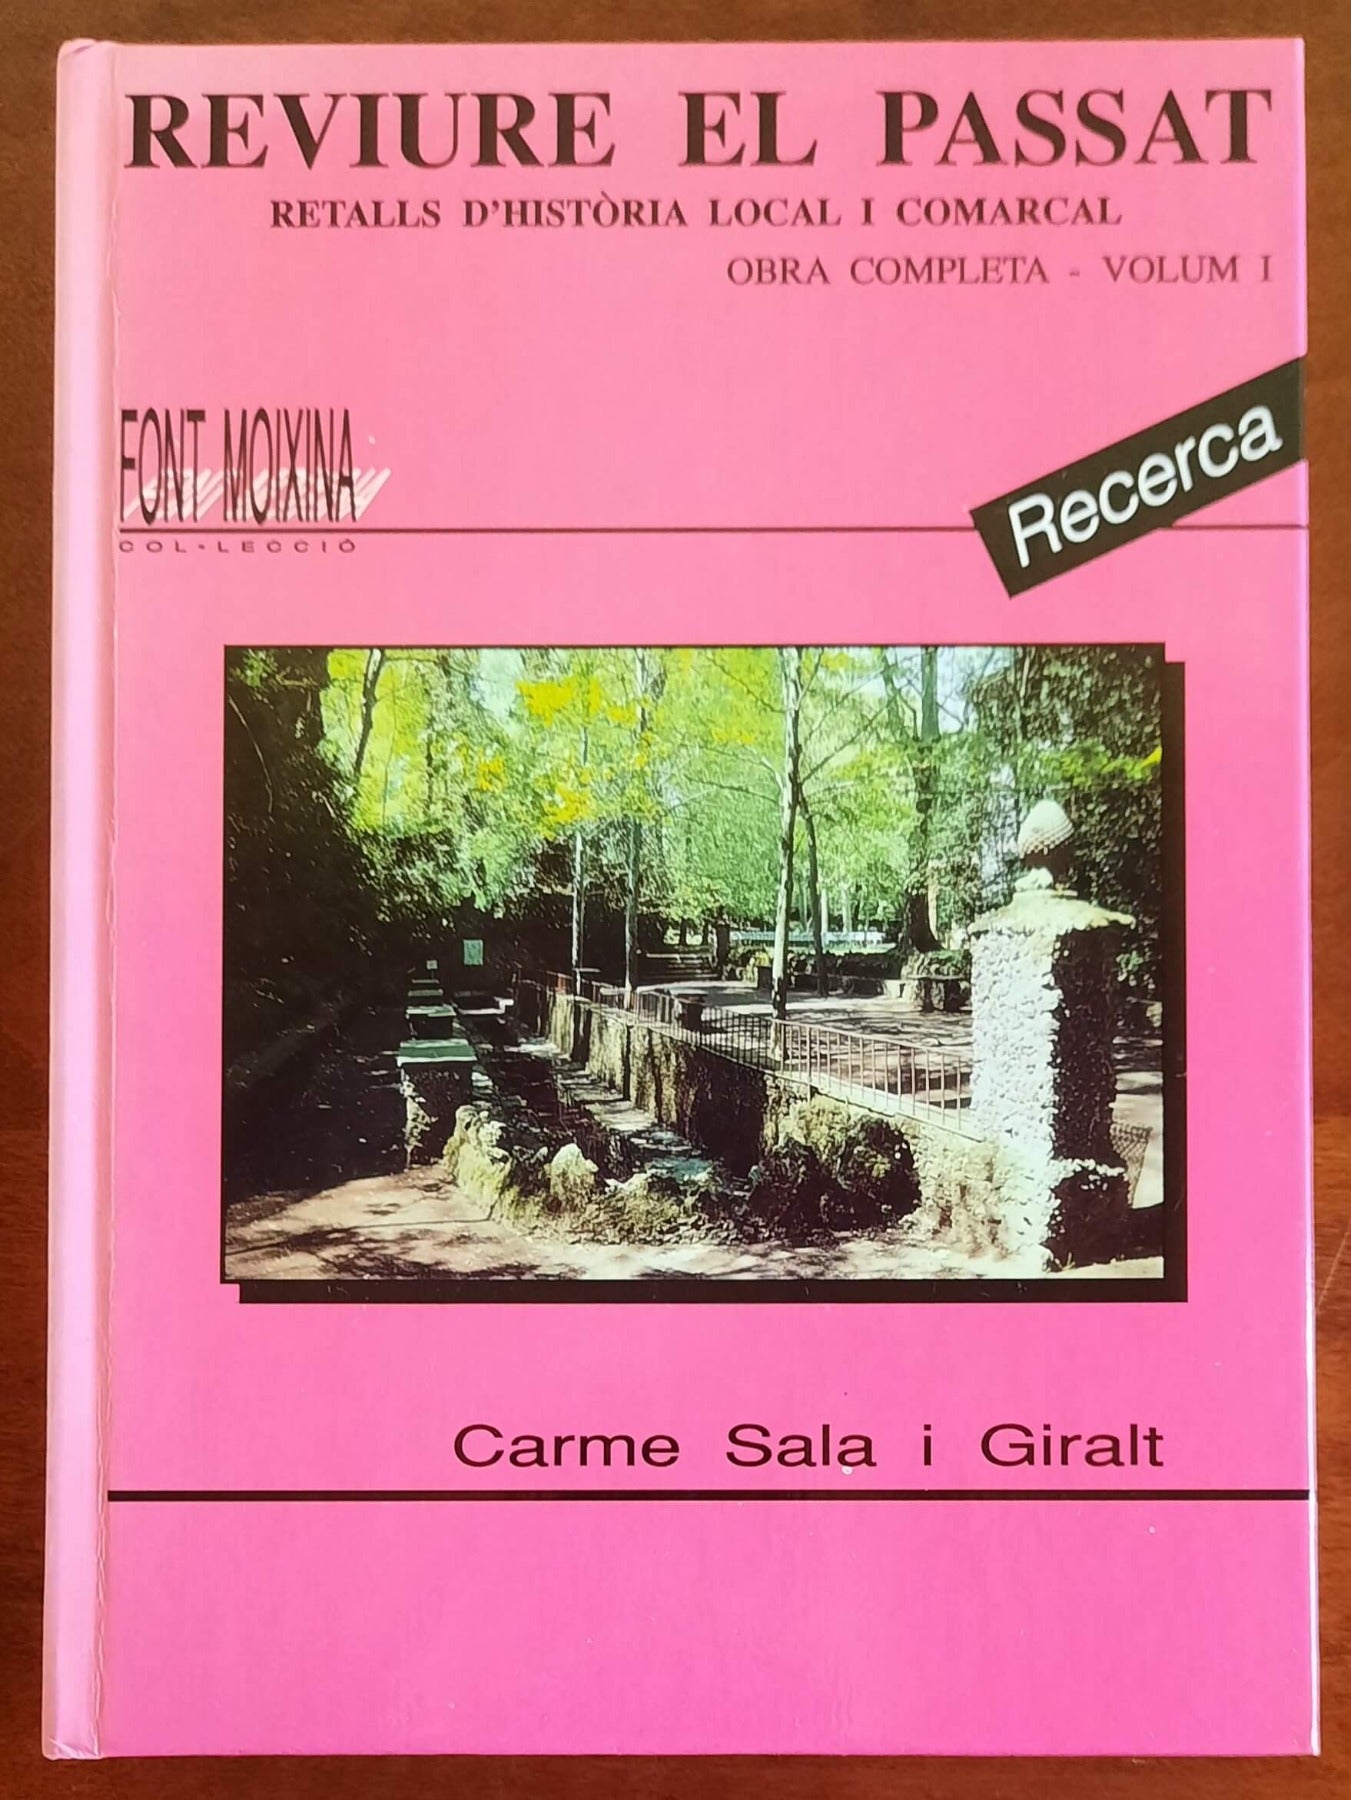 REVIURE EL PASSAT
RETALLS D'HISTÒRIA LOCAL I COMARCAL
OBRA COMPLETA - VOLUM I
FONT MOIXINA
COL·LECCIÓ
Recerca
Carme Sala i Giralt